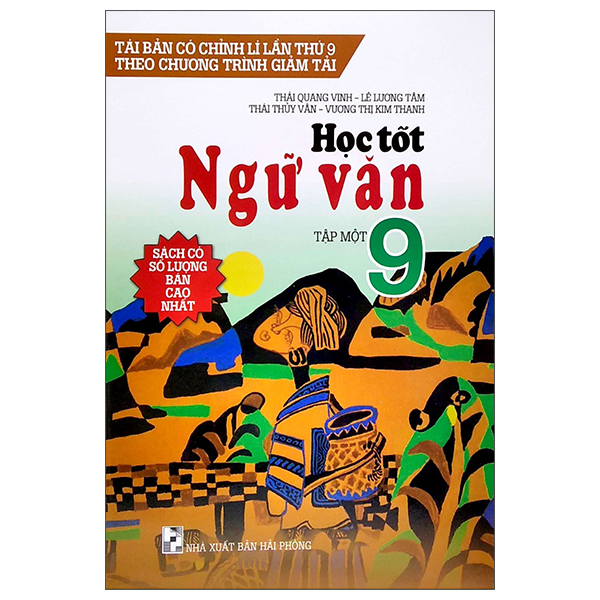 TÁI BẢN CÓ CHỈNH LÍ LẦN THỨ 9
THEO CHƯƠNG TRÌNH GIẢM TẢI
THÁI QUANG VINH – LÊ LƯƠNG TÂM
THÁI THỦY VÂN – VƯƠNG THỊ KIM THANH
Học tốt
NGỮ VĂN
TẬP MỘT 9
SÁCH CÓ
SỐ LƯỢNG
BÁN
CAO
NHẤT
NHÀ XUẤT BẢN HẢI PHÒNG